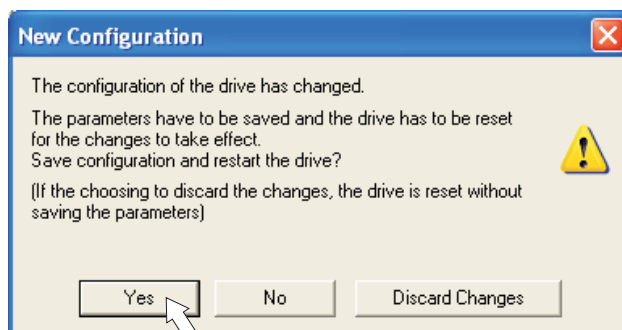 New Configuration
The configuration of the drive has changed.
The parameters have to be saved and the drive has to be reset
for the changes to take effect.
Save configuration and restart the drive?
(If the choosing to discard the changes, the drive is reset without
saving the parameters)
Yes
No
Discard Changes